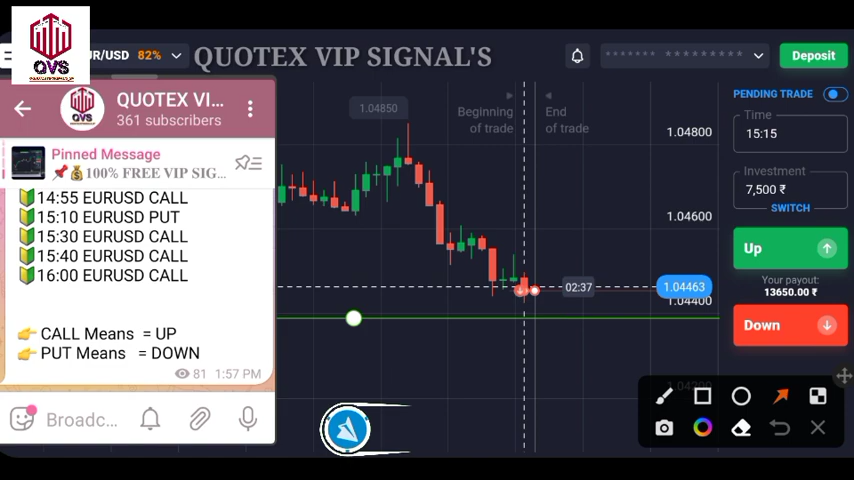 QVS
UR/USD 82%
QUOTEX VIP SIGNAL'S
******* *********
Deposit
QUOTEX VI...
361 subscribers
Pinned Message
📌💰100% FREE VIP SIG...
🔰14:55 EURUSD CALL
🔰15:10 EURUSD PUT
🔰15:30 EURUSD CALL
🔰15:40 EURUSD CALL
🔰16:00 EURUSD CALL
👉 CALL Means = UP
👉 PUT Means = DOWN
81 1:57 PM
Broadc...
1.04850
Beginning
of trade
End
of trade
02:37
1.04800
1.04600
1.04463
1.04400
1.04200
PENDING TRADE
Time
15:15
Investment
7,500 ₹
SWITCH
Up
Your payout:
13650.00 ₹
Down